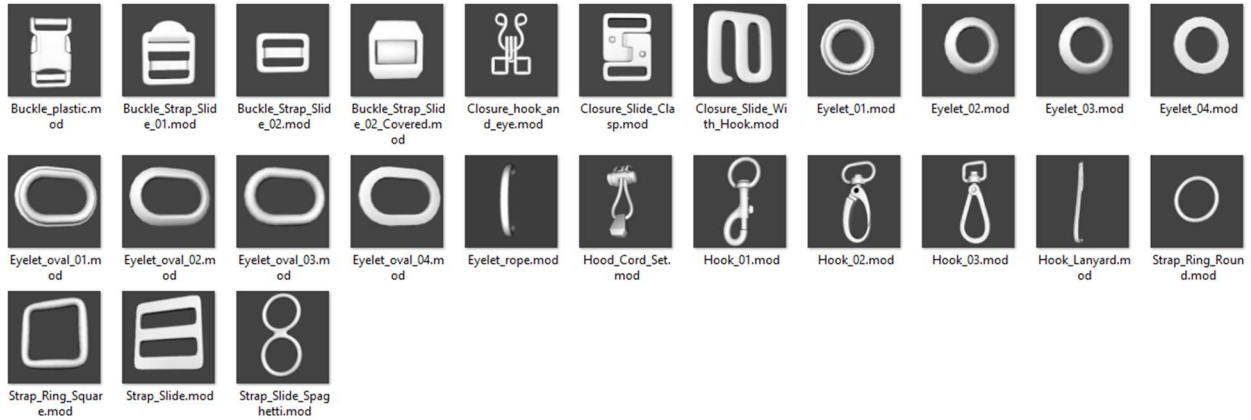 Buckle_plastic.m
od
Buckle_Strap_Slid
e_01.mod
Buckle_Strap_Slid
e_02.mod
Buckle_Strap_Slid
e_02_Covered.m
od
Closure_hook_an
d_eye.mod
Closure_Slide_Cla
sp.mod
Closure_Slide_Wi
th_Hook.mod
Eyelet_01.mod
Eyelet_02.mod
Eyelet_03.mod
Eyelet_04.mod
Eyelet_oval_01.m
od
Eyelet_oval_02.m
od
Eyelet_oval_03.m
od
Eyelet_oval_04.m
od
Eyelet_rope.mod
Hood_Cord_Set.
mod
Hook_01.mod
Hook_02.mod
Hook_03.mod
Hook_Lanyard.m
od
Strap_Ring_Roun
d.mod
Strap_Ring_Squar
e.mod
Strap_Slide.mod
Strap_Slide_Spag
hetti.mod